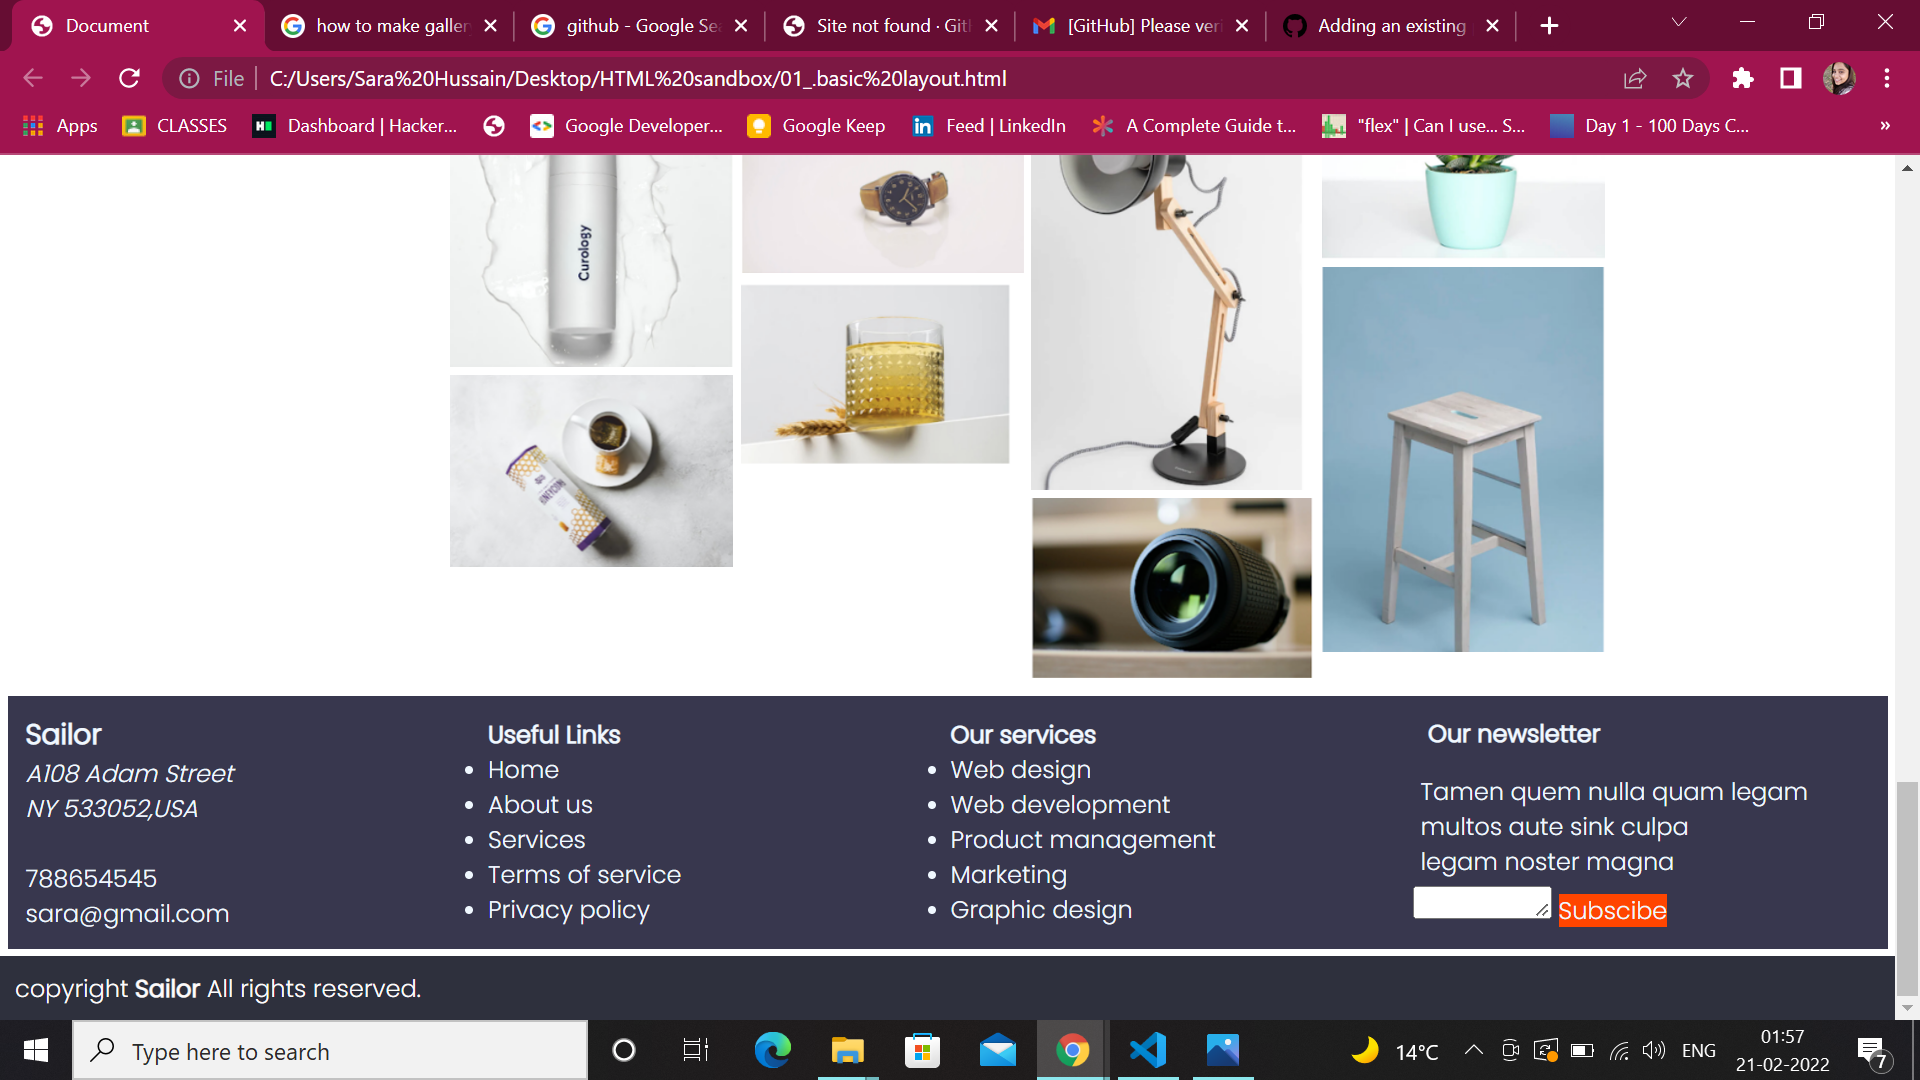 Document
how to make galler
github - Google Sea
Site not found · Git
[GitHub] Please veri
Adding an existing
File
C:/Users/Sara%20Hussain/Desktop/HTML%20sandbox/01_.basic%20layout.html
Apps
CLASSES
Dashboard | Hacker...
Google Developer...
Google Keep
Feed | LinkedIn
A Complete Guide t...
"flex" | Can I use... S...
Day 1 - 100 Days C...
»
Curology
Sailor
A108 Adam Street
NY 533052,USA
788654545
sara@gmail.com
Useful Links
• Home
• About us
• Services
• Terms of service
• Privacy policy
Our services
• Web design
• Web development
• Product management
• Marketing
• Graphic design
Our newsletter
Tamen quem nulla quam legam
multos aute sink culpa
legam noster magna
Subscibe
copyright Sailor All rights reserved.
Type here to search
14°C
ENG
01:57
21-02-2022
7